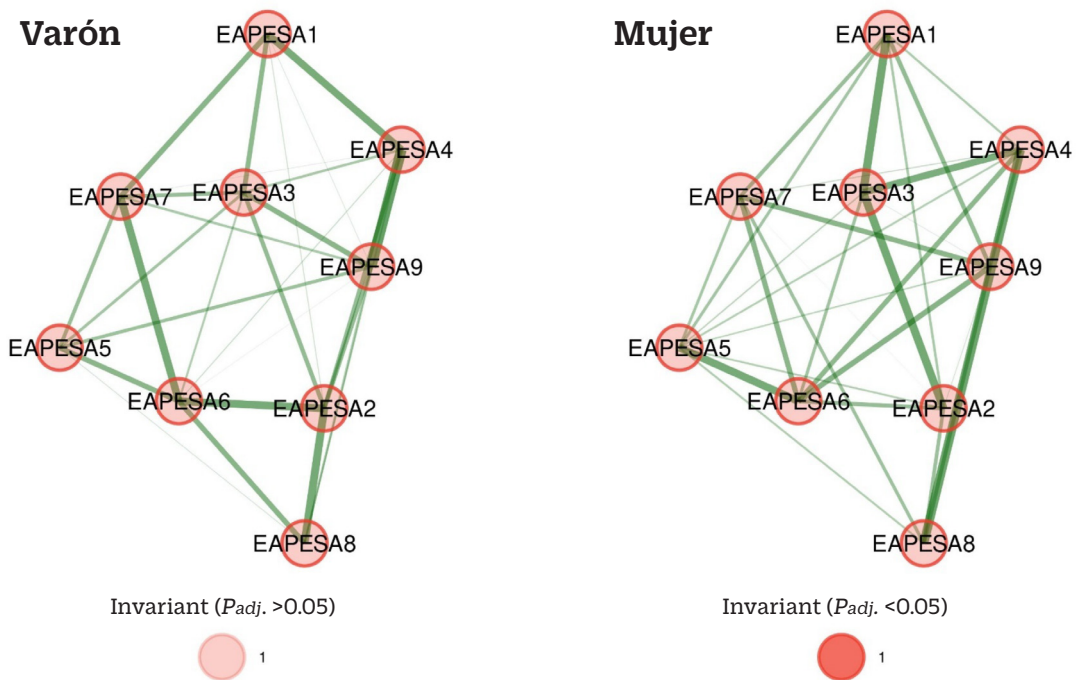 Varón
EAPESA1
EAPESA4
EAPESA7
EAPESA3
EAPESA9
EAPESA5
EAPESA6
EAPESA2
EAPESA8
Invariant (Padj. >0.05)
1
Mujer
EAPESA1
EAPESA4
EAPESA7
EAPESA3
EAPESA9
EAPESA5
EAPESA6
EAPESA2
EAPESA8
Invariant (Padj. <0.05)
1